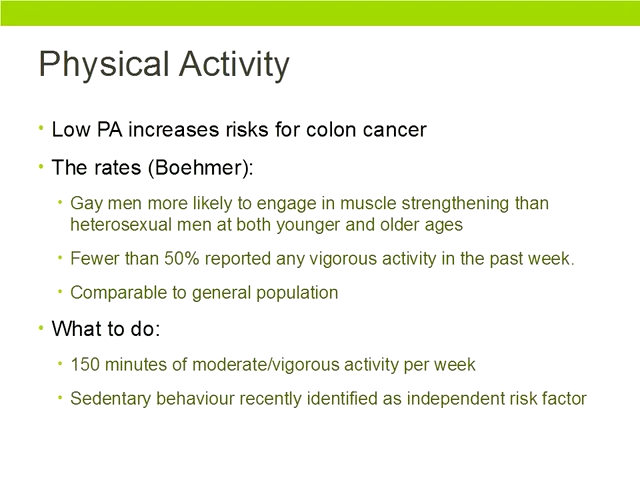 Physical Activity
• Low PA increases risks for colon cancer
• The rates (Boehmer):
• Gay men more likely to engage in muscle strengthening than
heterosexual men at both younger and older ages
• Fewer than 50% reported any vigorous activity in the past week.
• Comparable to general population
• What to do:
• 150 minutes of moderate/vigorous activity per week
• Sedentary behaviour recently identified as independent risk factor